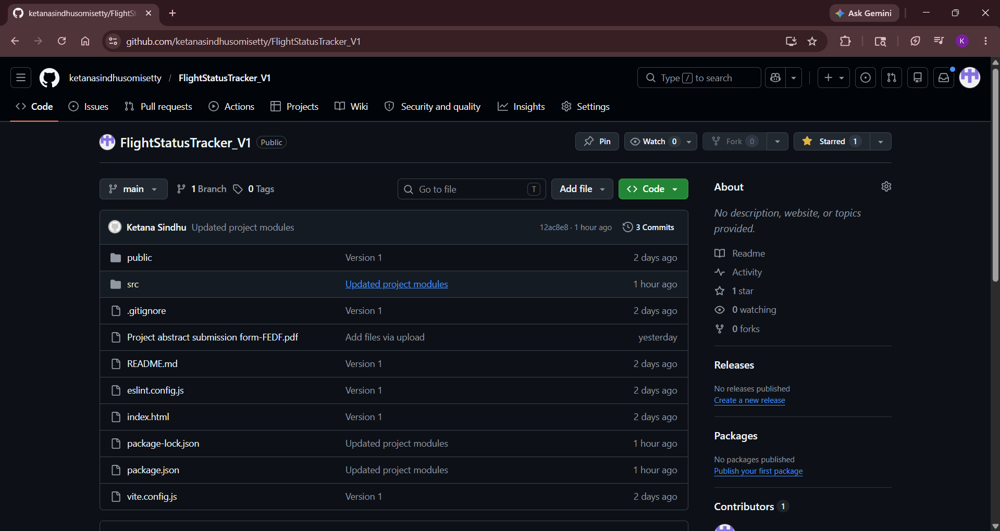 ketanasindhusomisetty/FlightSt
Ask Gemini
github.com/ketanasindhusomisetty/FlightStatusTracker_V1
K
ketanasindhusomisetty / FlightStatusTracker_V1
Type / to search
Code Issues Pull requests Actions Projects Wiki Security and quality Insights Settings
FlightStatusTracker_V1 Public
Pin Watch 0 Fork 0 Starred 1
main 1 Branch 0 Tags
Go to file T Add file Code
Ketana Sindhu Updated project modules 12ac8e8 · 1 hour ago 3 Commits
public Version 1 2 days ago
src Updated project modules 1 hour ago
.gitignore Version 1 2 days ago
Project abstract submission form-FEDF.pdf Add files via upload yesterday
README.md Version 1 2 days ago
eslint.config.js Version 1 2 days ago
index.html Version 1 2 days ago
package-lock.json Updated project modules 1 hour ago
package.json Updated project modules 1 hour ago
vite.config.js Version 1 2 days ago
About
No description, website, or topics
provided.
Readme
Activity
1 star
0 watching
0 forks
Releases
No releases published
Create a new release
Packages
No packages published
Publish your first package
Contributors 1